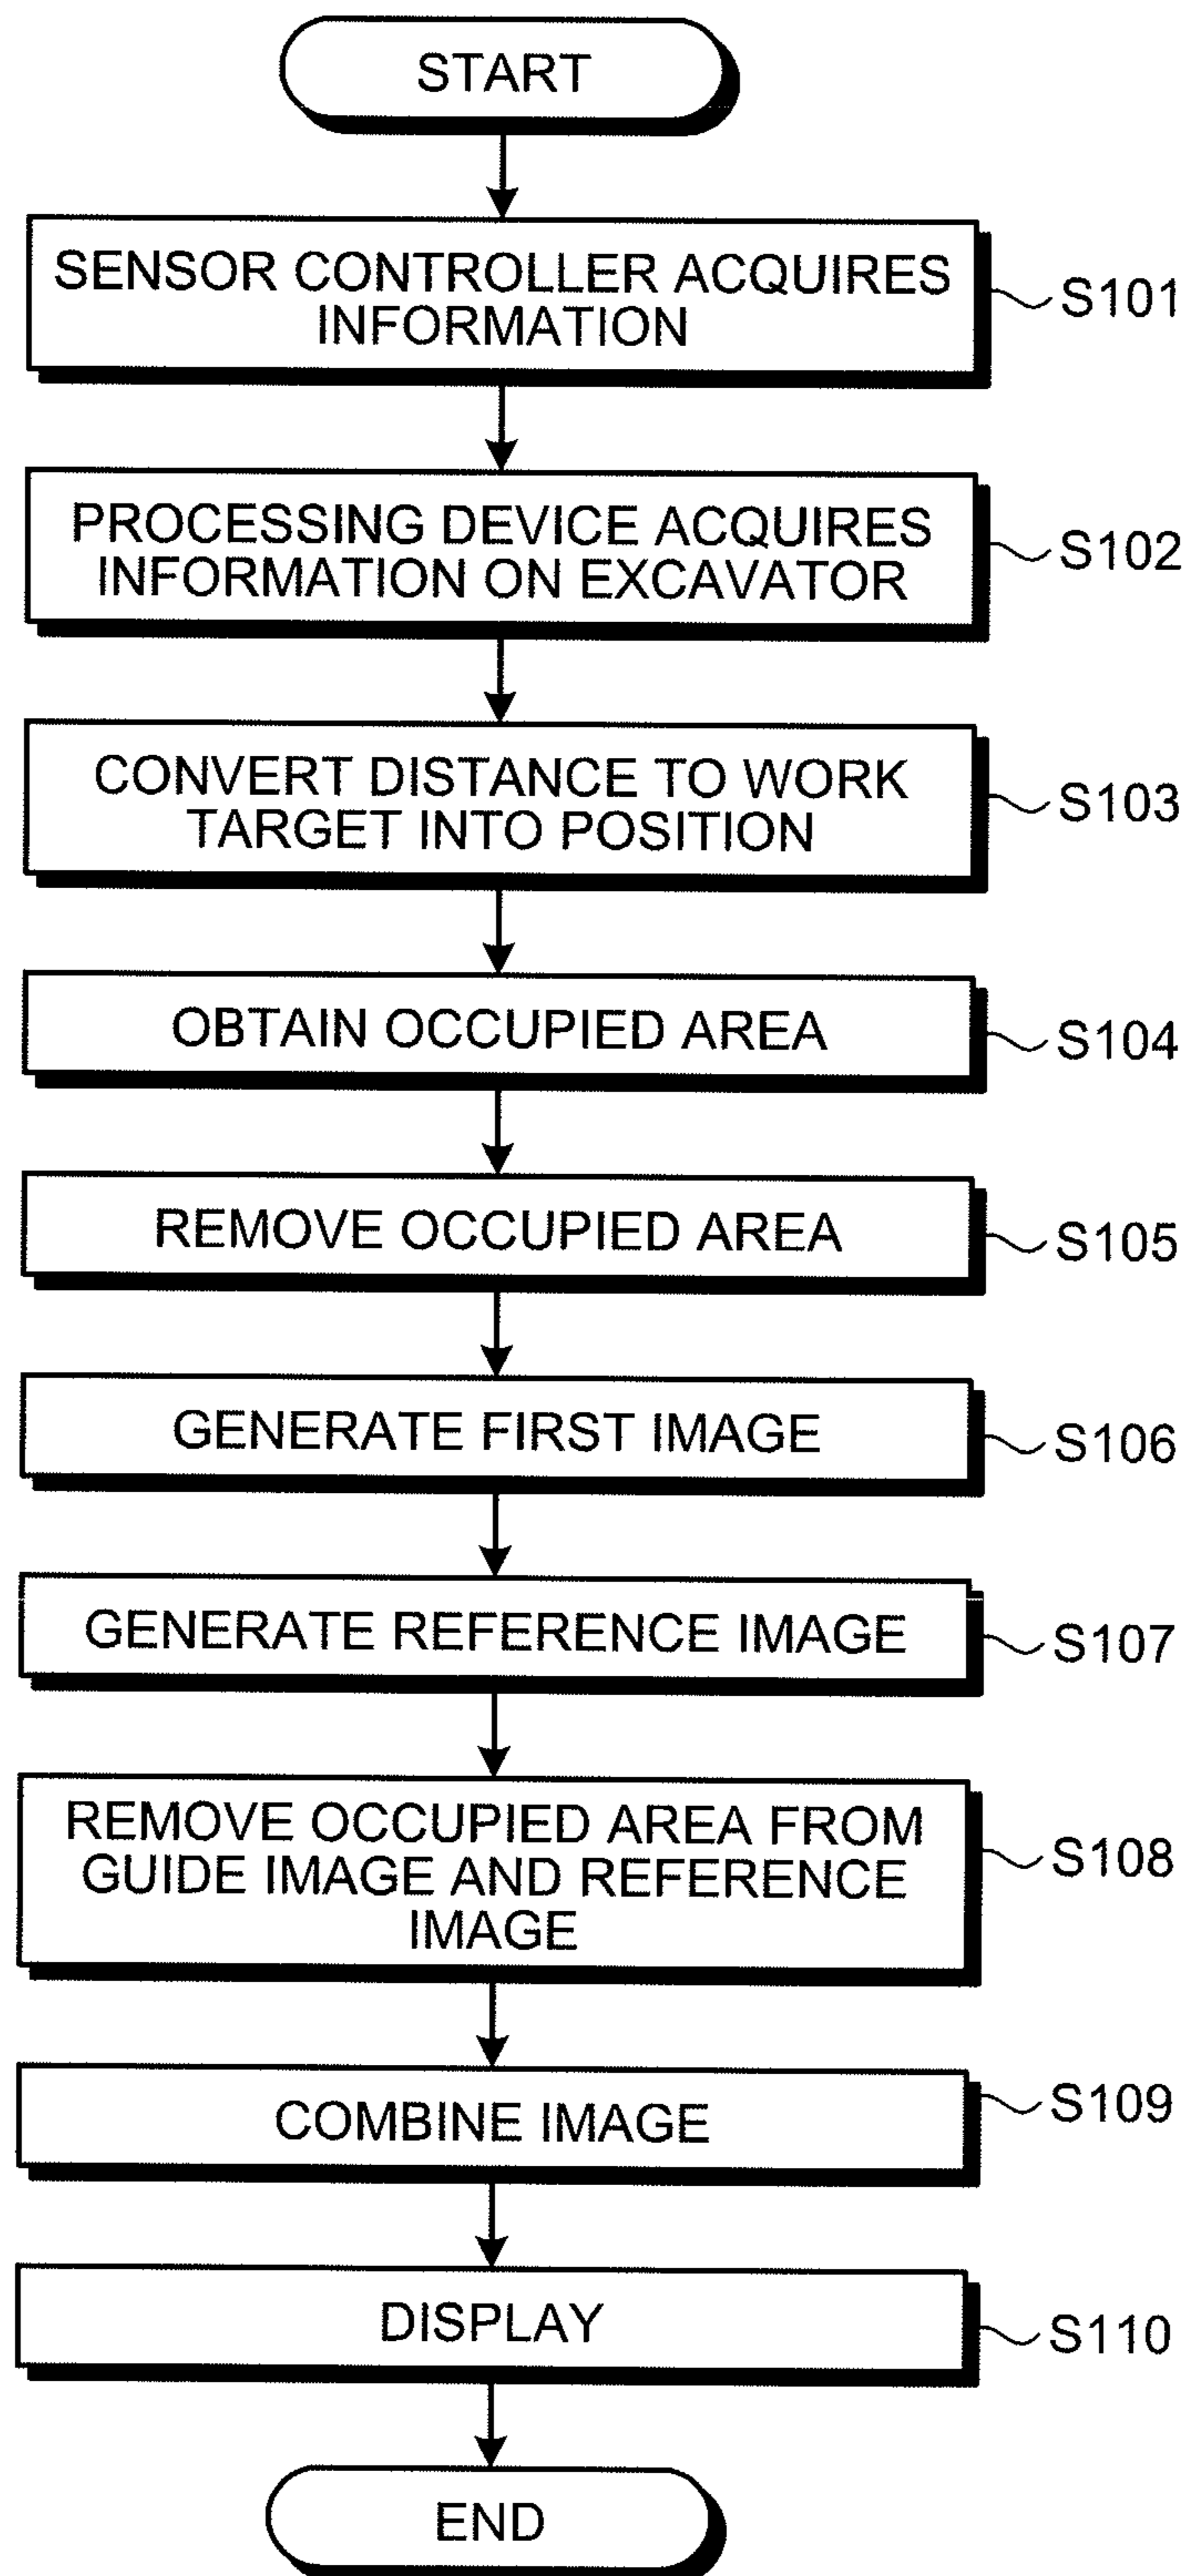 START
SENSOR CONTROLLER ACQUIRES
INFORMATION
S101
PROCESSING DEVICE ACQUIRES
INFORMATION ON EXCAVATOR
S102
CONVERT DISTANCE TO WORK
TARGET INTO POSITION
S103
OBTAIN OCCUPIED AREA
S104
REMOVE OCCUPIED AREA
S105
GENERATE FIRST IMAGE
S106
GENERATE REFERENCE IMAGE
S107
REMOVE OCCUPIED AREA FROM
GUIDE IMAGE AND REFERENCE
IMAGE
S108
COMBINE IMAGE
S109
DISPLAY
S110
END